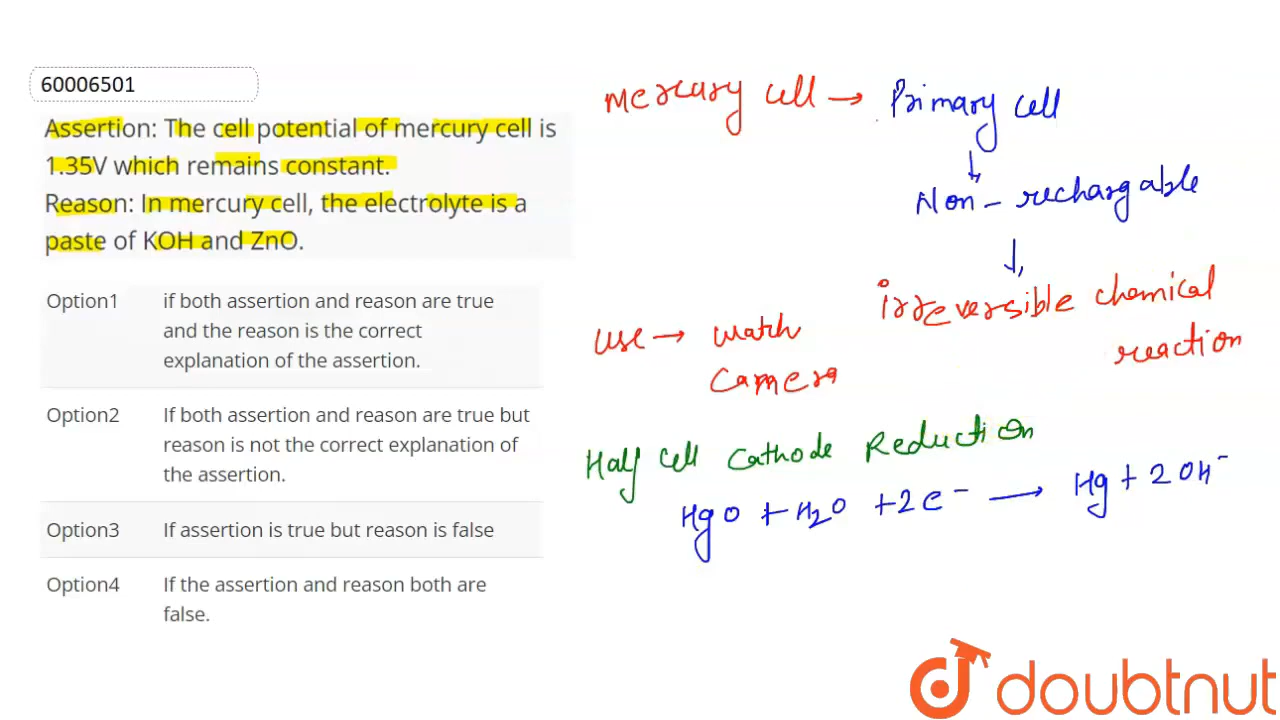 60006501
Assertion: The cell potential of mercury cell is
1.35V which remains constant.
Reason: In mercury cell, the electrolyte is a
paste of KOH and ZnO.
Option1 if both assertion and reason are true
and the reason is the correct
explanation of the assertion.
Option2 If both assertion and reason are true but
reason is not the correct explanation of
the assertion.
Option3 If assertion is true but reason is false
Option4 If the assertion and reason both are
false.
Mercury cell → Primary cell
↓
Non-rechargable
↓
irreversible chemical
reaction
Use → Watch
Camera
Half cell Cathode Reduction
HgO + H₂O + 2e⁻ → Hg + 2OH⁻
doubtnut